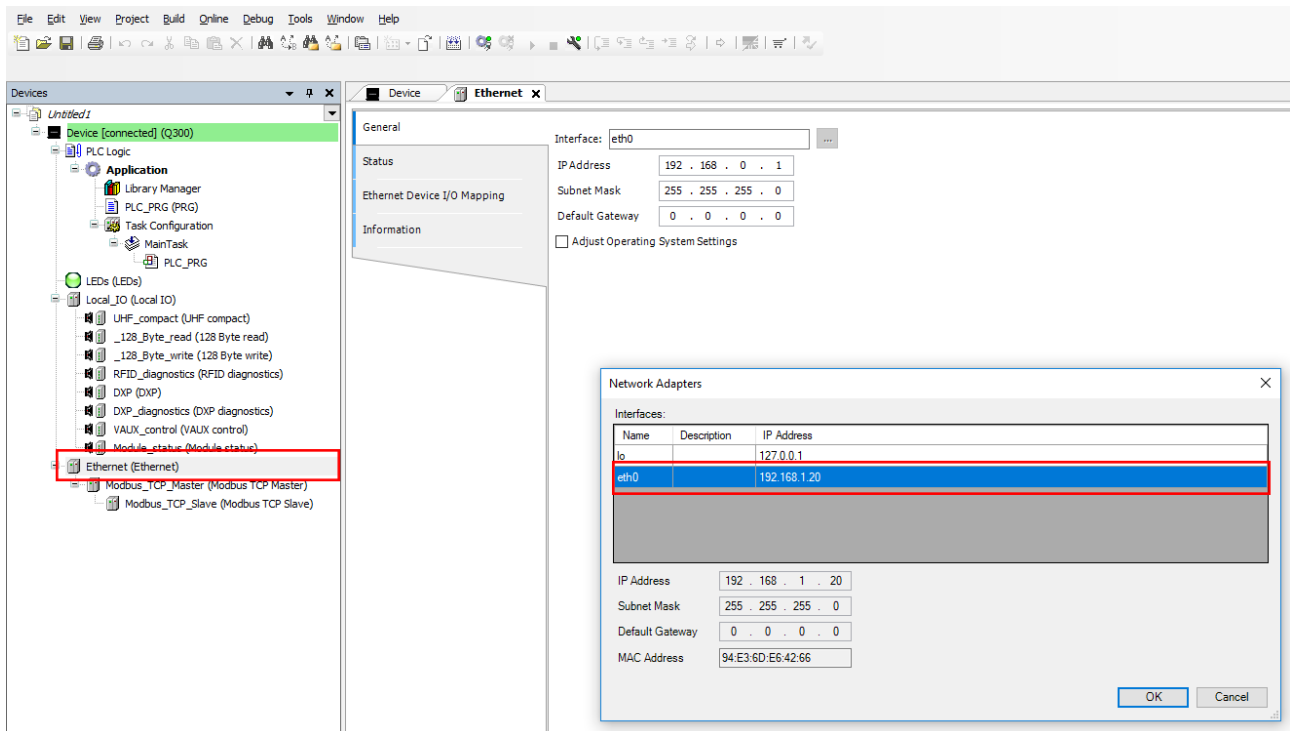 File Edit View Project Build Online Debug Tools Window Help
Devices
Untitled1
Device [connected] (Q300)
PLC Logic
Application
Library Manager
PLC_PRG (PRG)
Task Configuration
MainTask
PLC_PRG
LEDs (LEDs)
Local_IO (Local IO)
UHF_compact (UHF compact)
_128_Byte_read (128 Byte read)
_128_Byte_write (128 Byte write)
RFID_diagnostics (RFID diagnostics)
DXP (DXP)
DXP_diagnostics (DXP diagnostics)
VAUX_control (VAUX control)
Module_status (Module status)
Ethernet (Ethernet)
Modbus_TCP_Master (Modbus TCP Master)
Modbus_TCP_Slave (Modbus TCP Slave)
Device Ethernet
General
Status
Ethernet Device I/O Mapping
Information
Interface: eth0 ...
IPAddress 192 . 168 . 0 . 1
Subnet Mask 255 . 255 . 255 . 0
Default Gateway 0 . 0 . 0 . 0
Adjust Operating System Settings
Network Adapters
Interfaces:
Name Description IP Address
lo 127.0.0.1
eth0 192.168.1.20
IP Address 192 . 168 . 1 . 20
Subnet Mask 255 . 255 . 255 . 0
Default Gateway 0 . 0 . 0 . 0
MAC Address 94:E3:6D:E6:42:66
OK Cancel